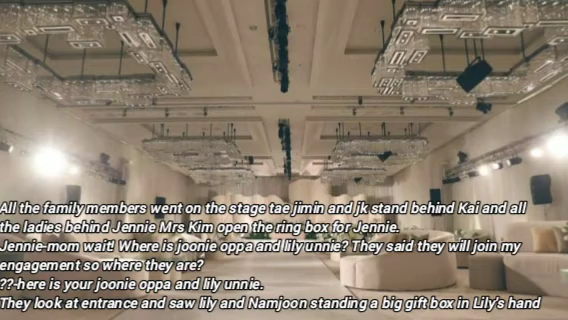 All the family members went on the stage tae jimin and jk stand behind Kai and all
the ladies behind Jennie Mrs Kim open the ring box for Jennie.
Jennie-mom wait! Where is joonie oppa and lily unnie? They said they will join my
engagement so where they are?
??-here is your joonie oppa and lily unnie.
They look at entrance and saw lily and Namjoon standing a big gift box in Lily's hand